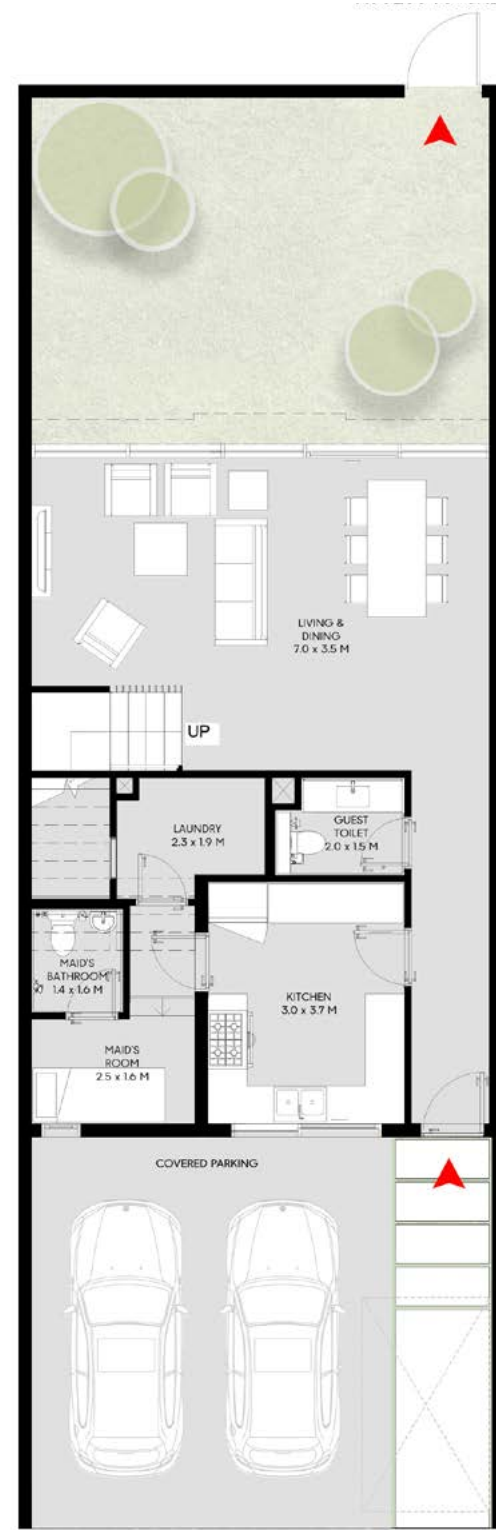 LIVING &
DINING
7.0 x 3.5 M
UP
LAUNDRY
2.3 x 1.9 M
GUEST
TOILET
2.0 x 1.5 M
MAID'S
BATHROOM
1.4 x 1.6 M
KITCHEN
3.0 x 3.7 M
MAID'S
ROOM
2.5 x 1.6 M
COVERED PARKING